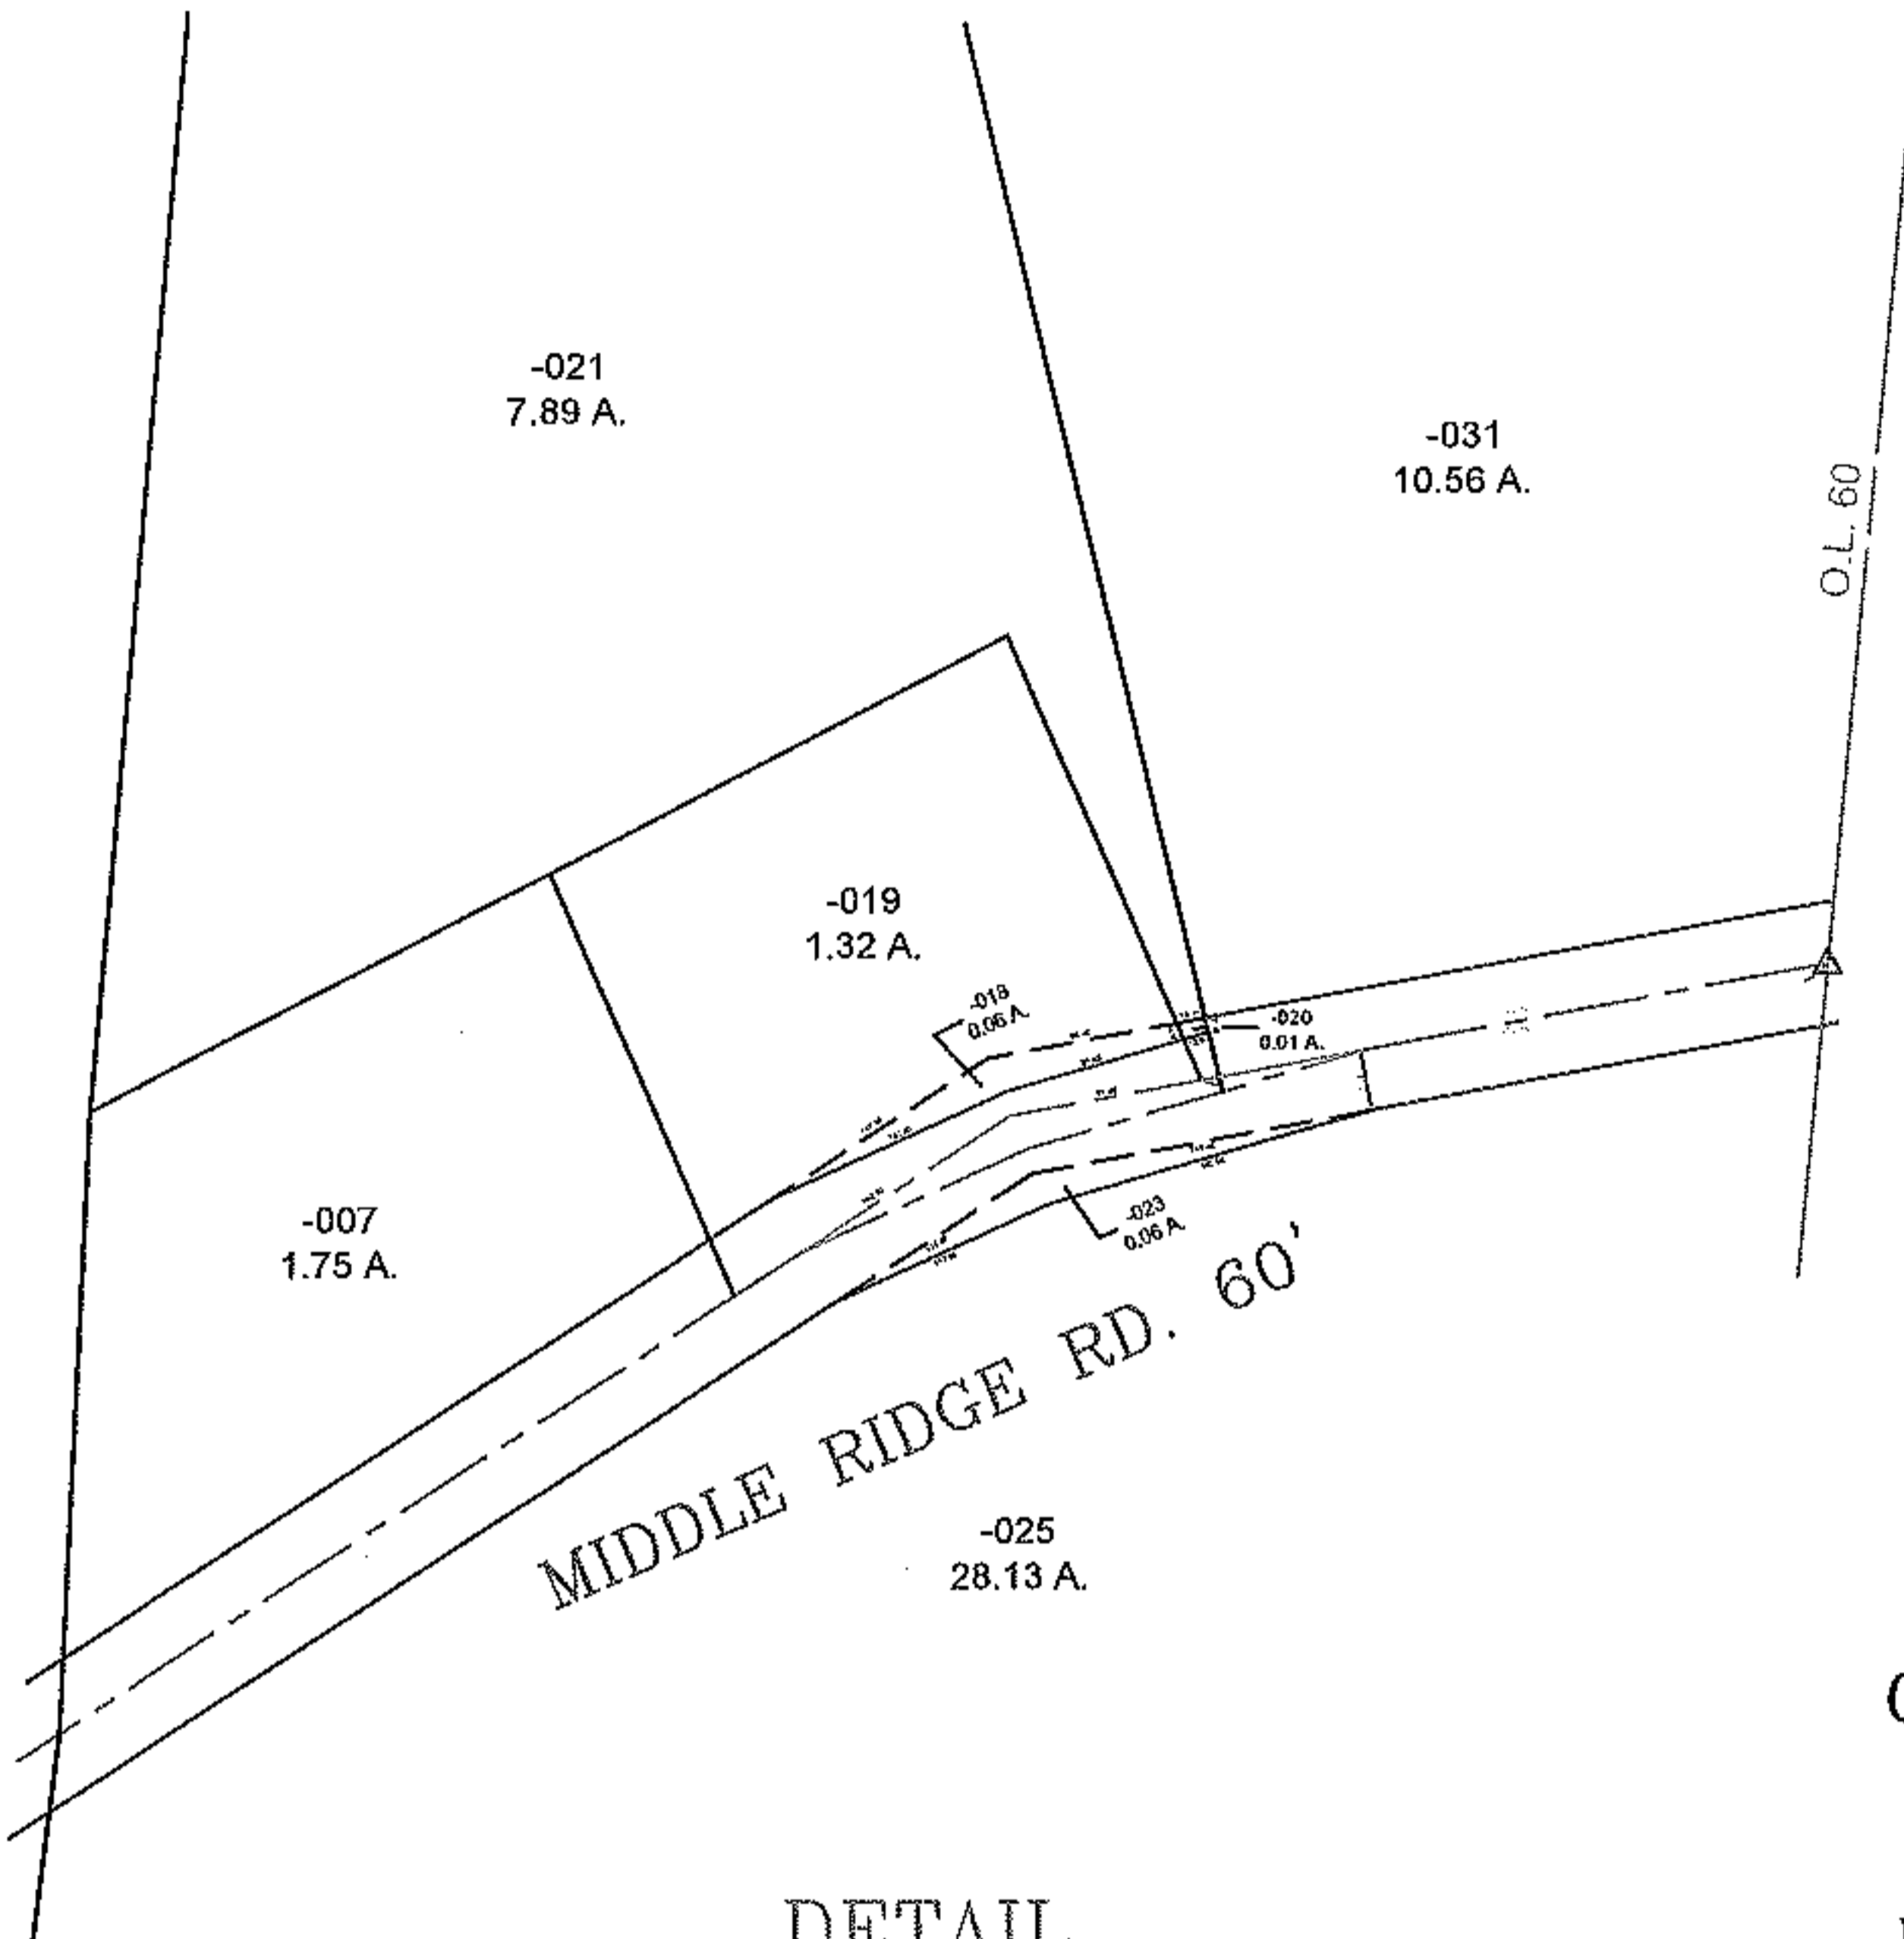 -021
7.89 A.
-031
10.56 A.
O.L. 60
-019
1.32 A.
-018
0.06 A.
-020
0.01 A.
-007
1.75 A.
-023
0.06 A.
MIDDLE RIDGE RD. 60'
-025
28.13 A.
DETAIL